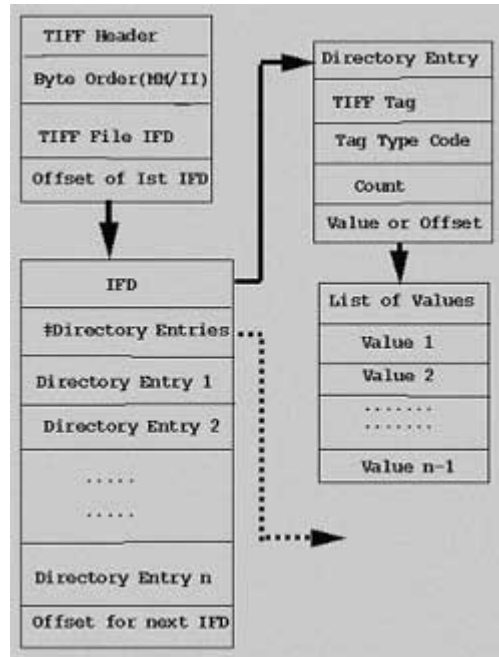 TIFF Header
Byte Order(MM/II)
TIFF File IFD
Offset of Ist IFD
IFD
#Directory Entries
Directory Entry 1
Directory Entry 2
.....
.....
Directory Entry n
Offset for next IFD
Directory Entry
TIFF Tag
Tag Type Code
Count
Value or Offset
List of Values
Value 1
Value 2
.......
.......
Value n-1